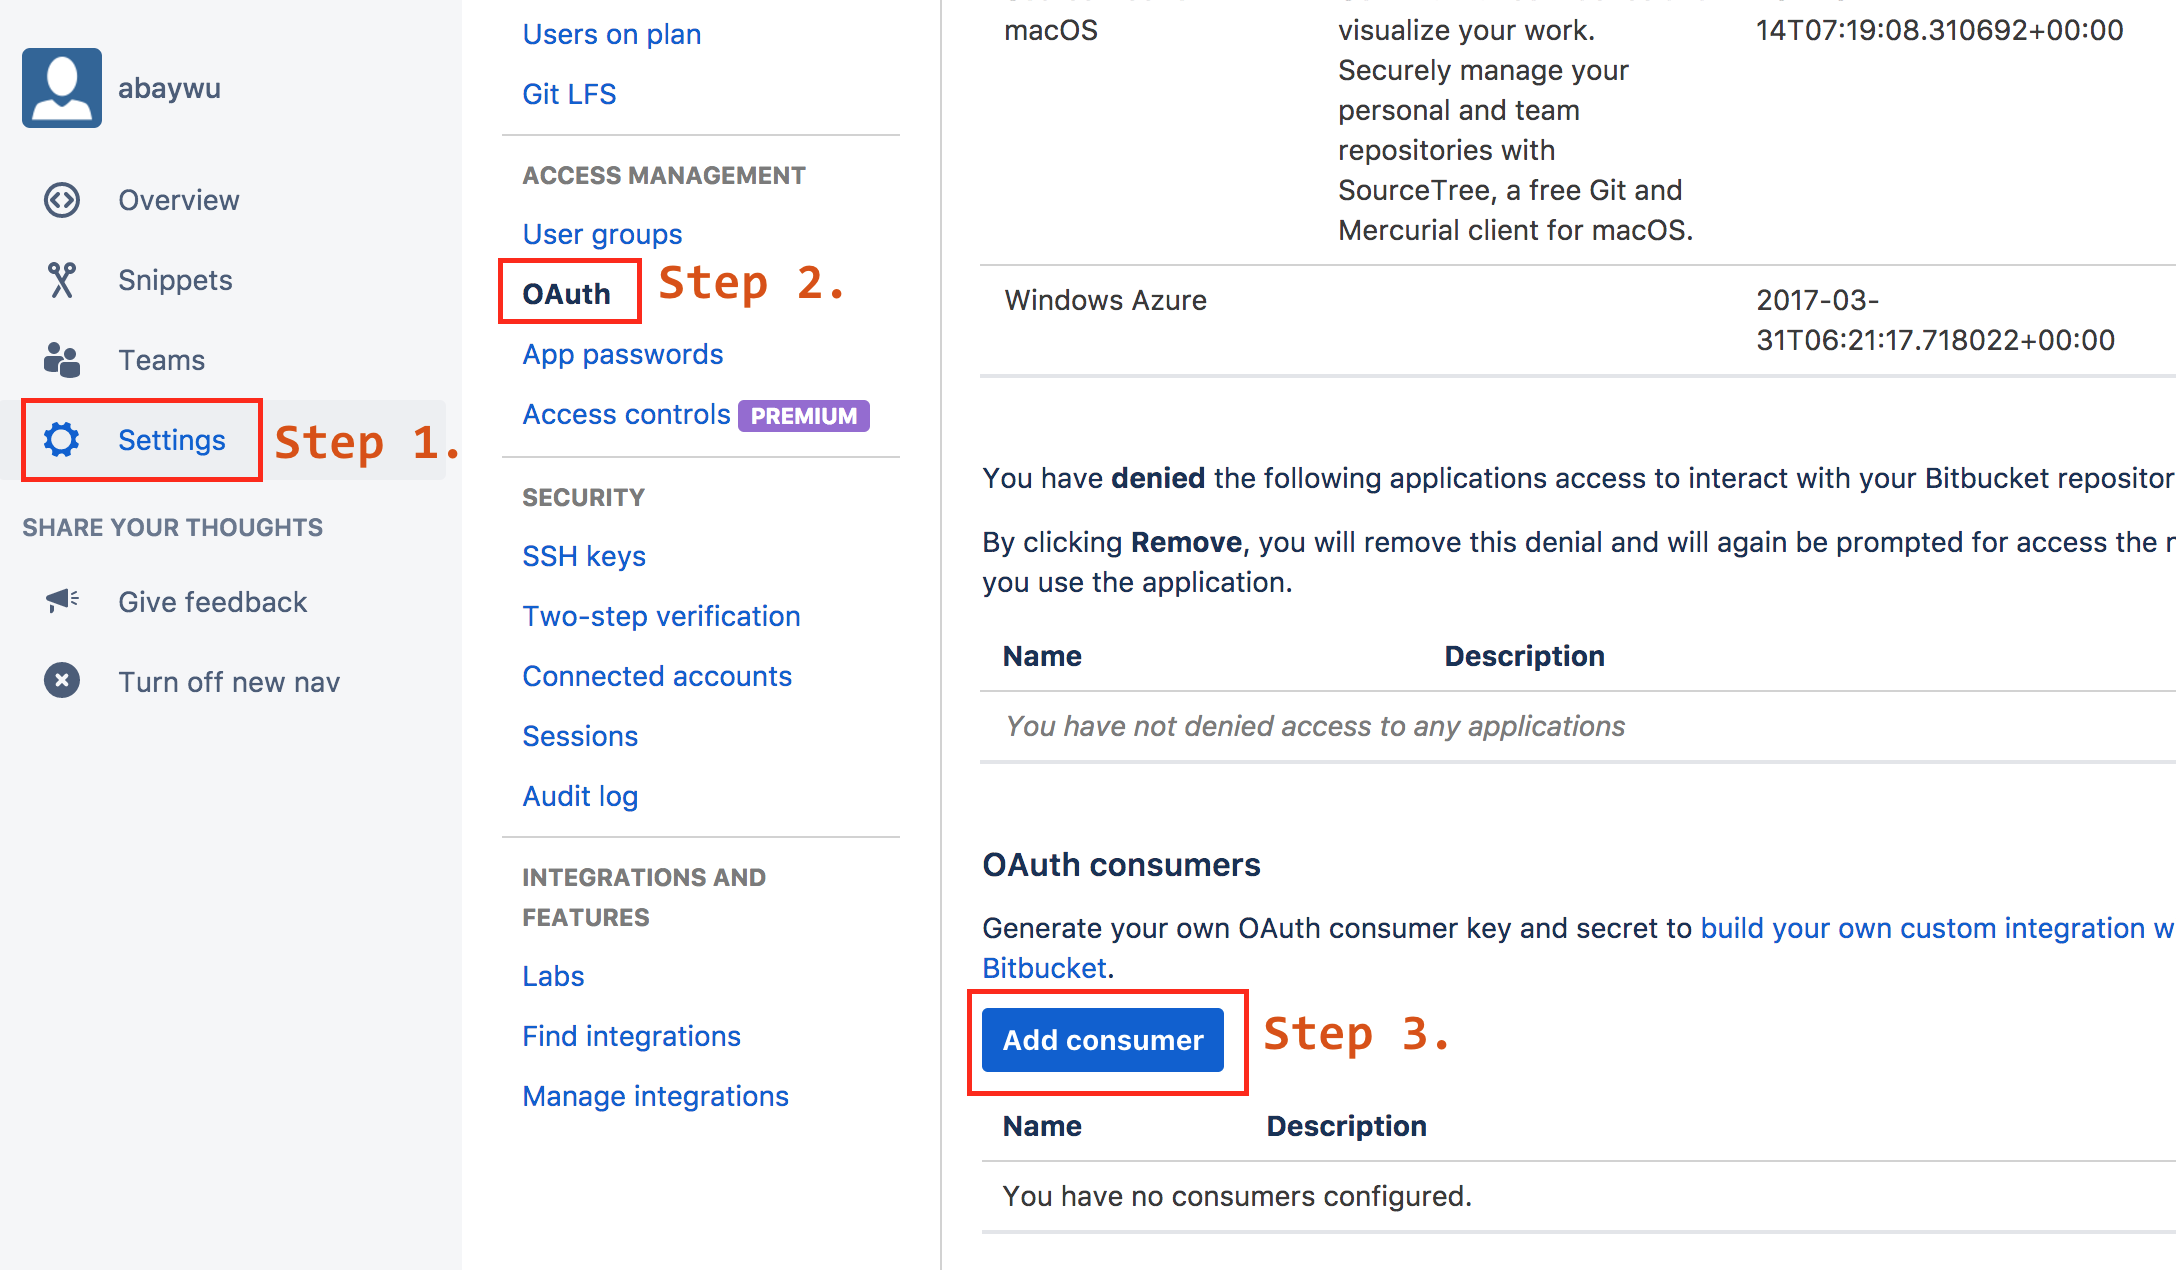 abaywu
Overview
Snippets
Teams
Settings
Step 1.
SHARE YOUR THOUGHTS
Give feedback
Turn off new nav
Users on plan
Git LFS
ACCESS MANAGEMENT
User groups
OAuth
Step 2.
App passwords
Access controls PREMIUM
SECURITY
SSH keys
Two-step verification
Connected accounts
Sessions
Audit log
INTEGRATIONS AND
FEATURES
Labs
Find integrations
Manage integrations
macOS
visualize your work.
Securely manage your
personal and team
repositories with
SourceTree, a free Git and
Mercurial client for macOS.
14T07:19:08.310692+00:00
Windows Azure
2017-03-
31T06:21:17.718022+00:00
You have denied the following applications access to interact with your Bitbucket repositor
By clicking Remove, you will remove this denial and will again be prompted for access the
you use the application.
Name Description
You have not denied access to any applications
OAuth consumers
Generate your own OAuth consumer key and secret to build your own custom integration w
Bitbucket.
Add consumer
Step 3.
Name Description
You have no consumers configured.